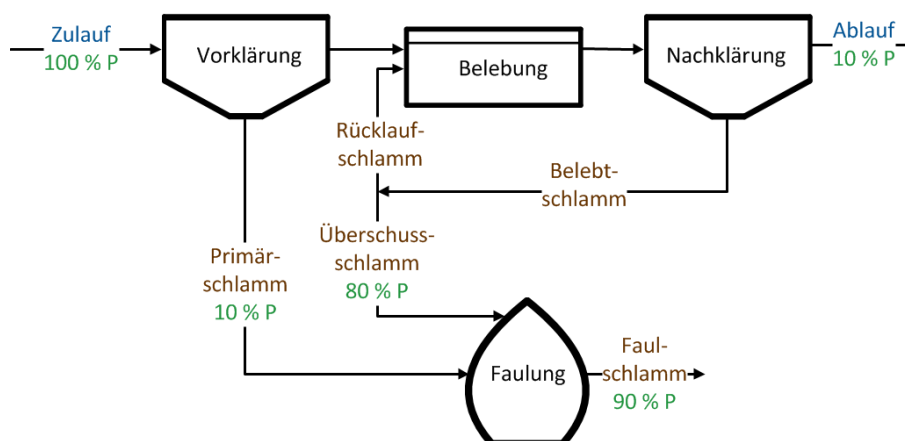 Zulauf
100 % P
Vorklärung
Belebung
Nachklärung
Ablauf
10 % P
Rücklauf-
schlamm
Belebt-
schlamm
Primär-
schlamm
10 % P
Überschuss-
schlamm
80 % P
Faulung
Faul-
schlamm
90 % P